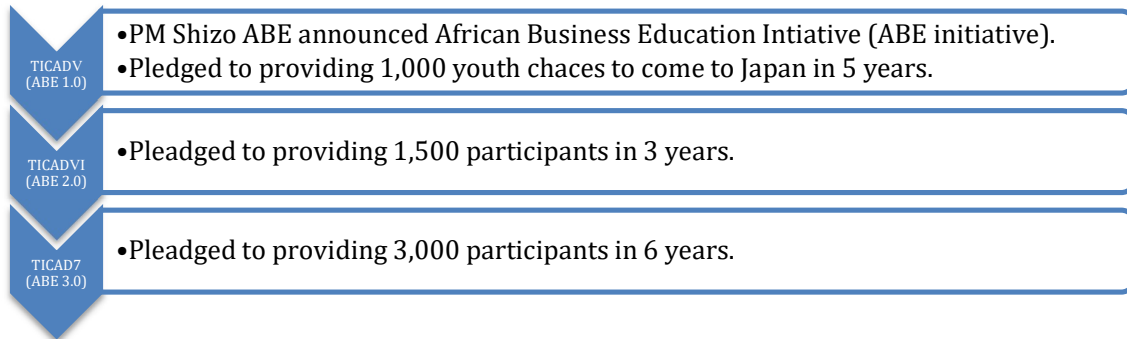 TICADV
(ABE 1.0)
•PM Shizo ABE announced African Business Education Intiative (ABE initiative).
•Pledged to providing 1,000 youth chaces to come to Japan in 5 years.
TICADVI
(ABE 2.0)
•Pleadged to providing 1,500 participants in 3 years.
TICAD7
(ABE 3.0)
•Pleadged to providing 3,000 participants in 6 years.